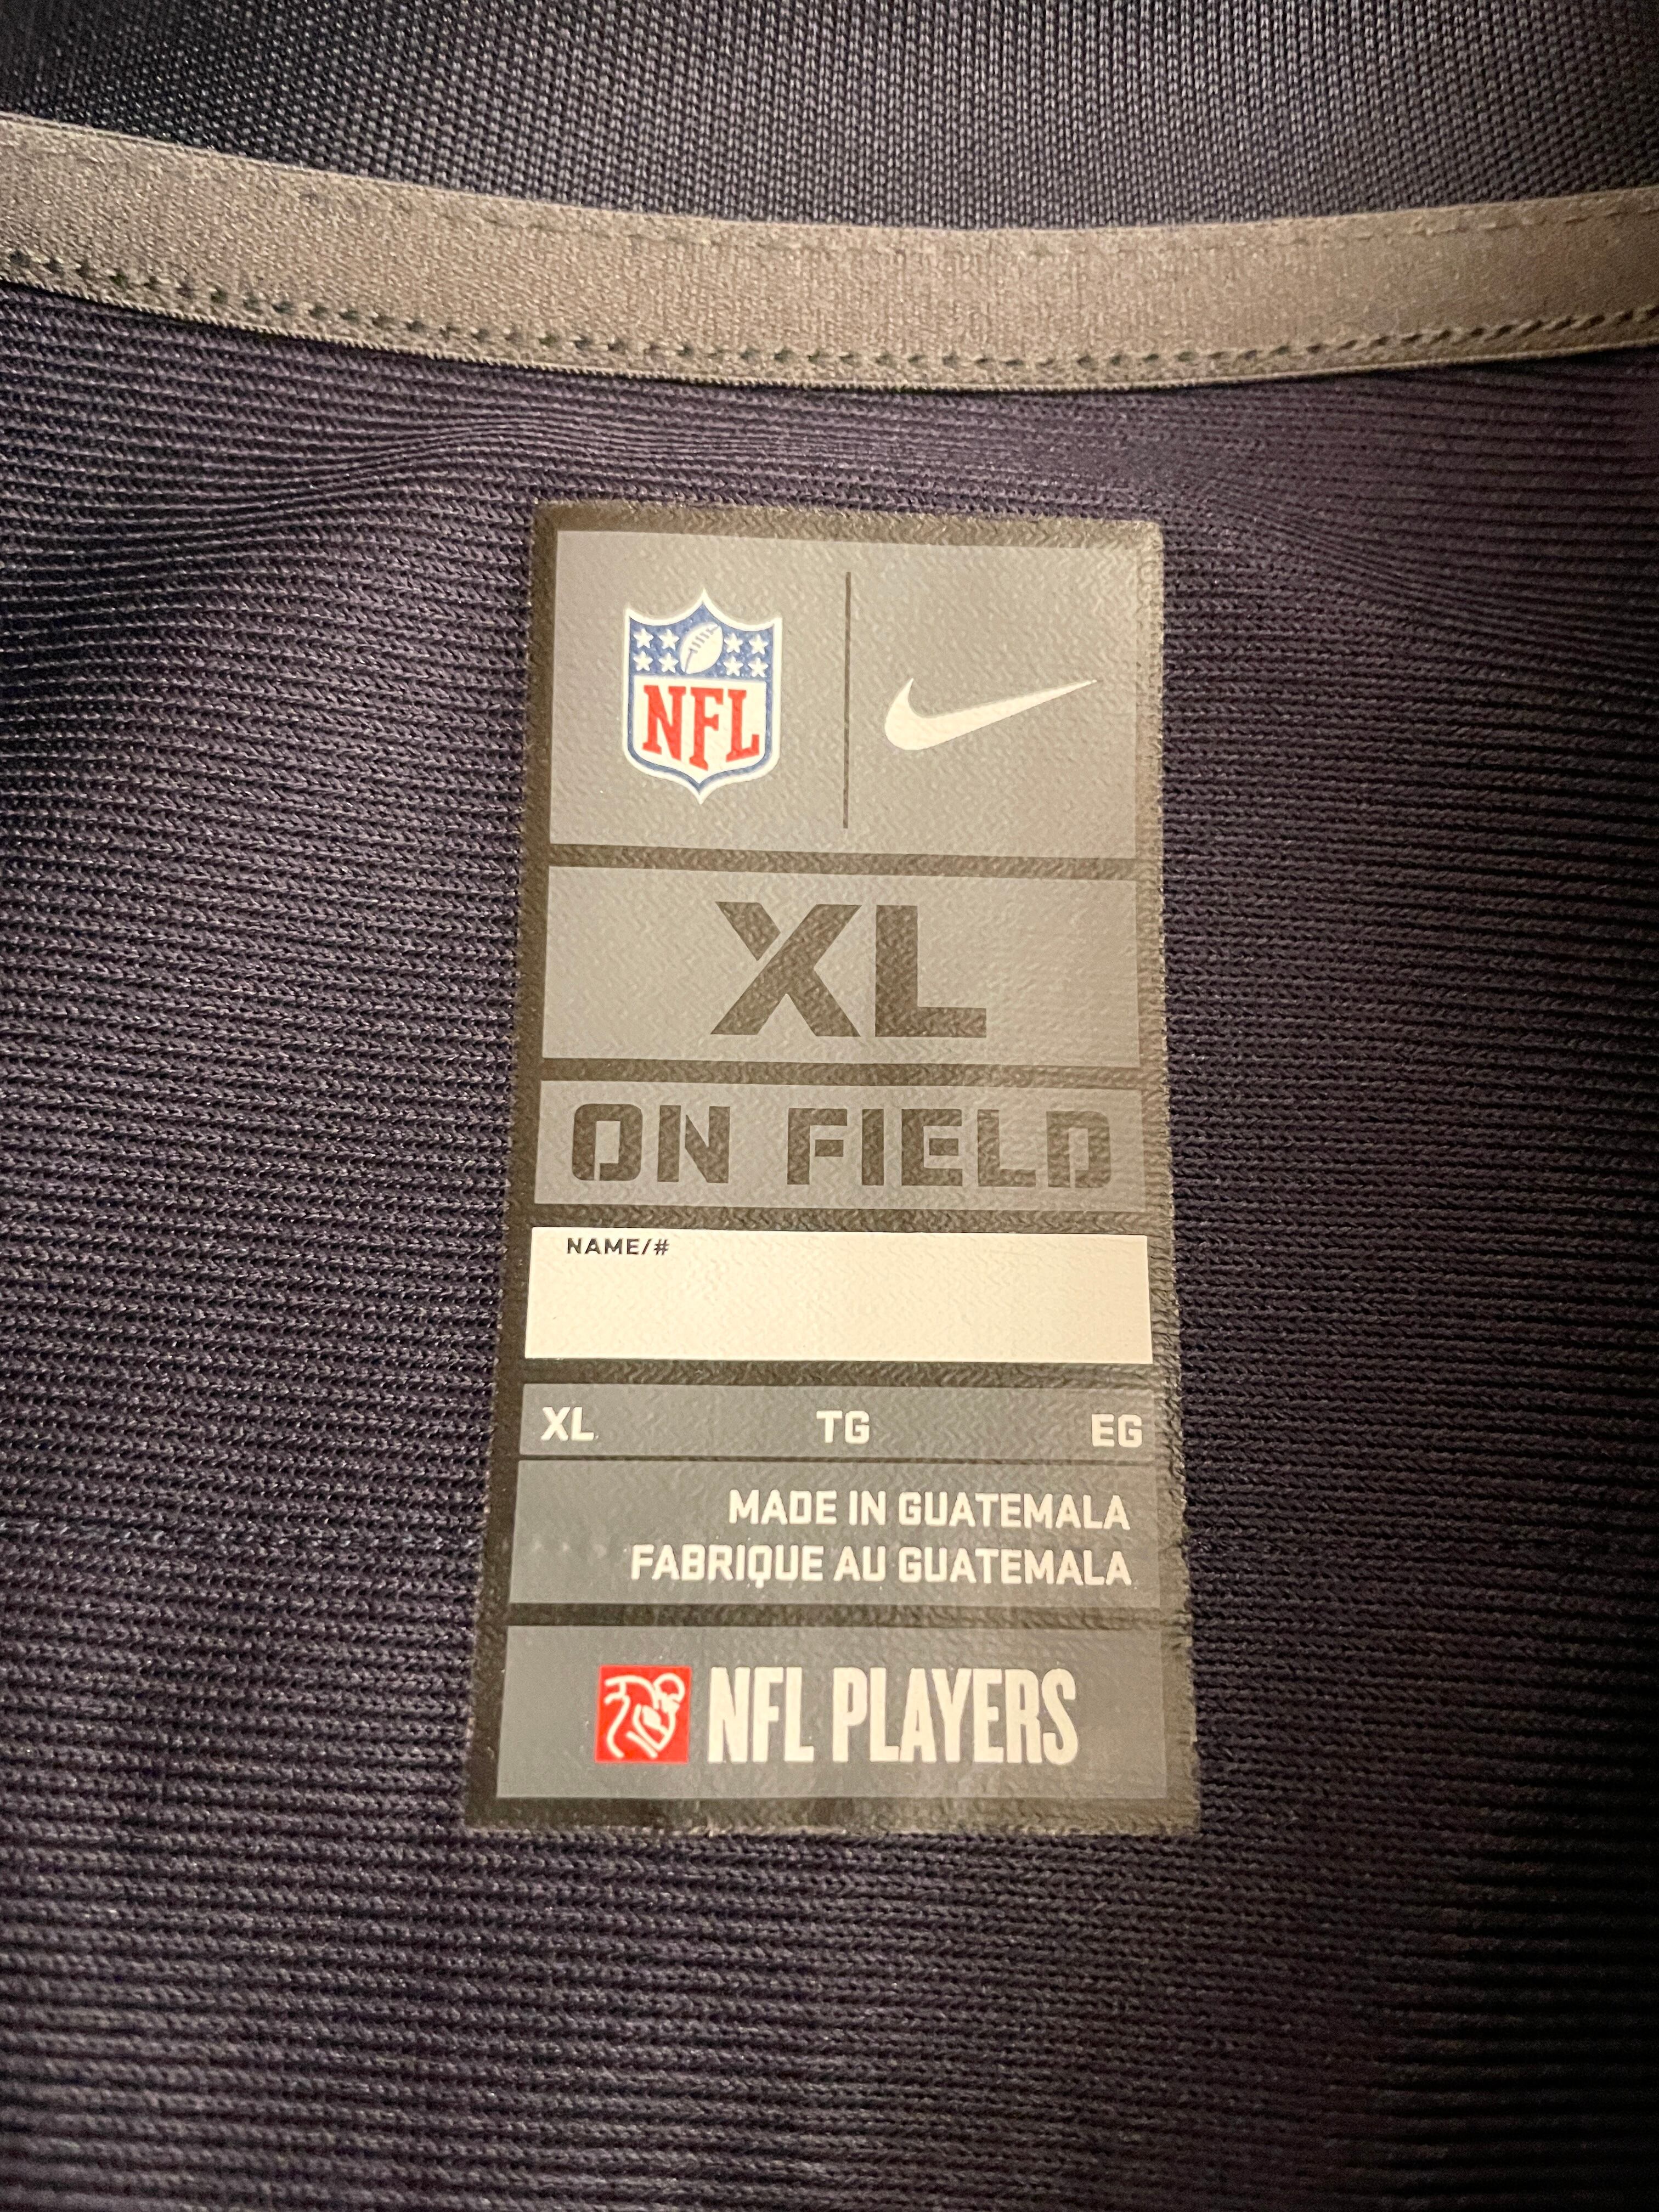 NFL
XL
ON FIELD
NAME/#
XL TG EG
MADE IN GUATEMALA
FABRIQUE AU GUATEMALA
NFL PLAYERS